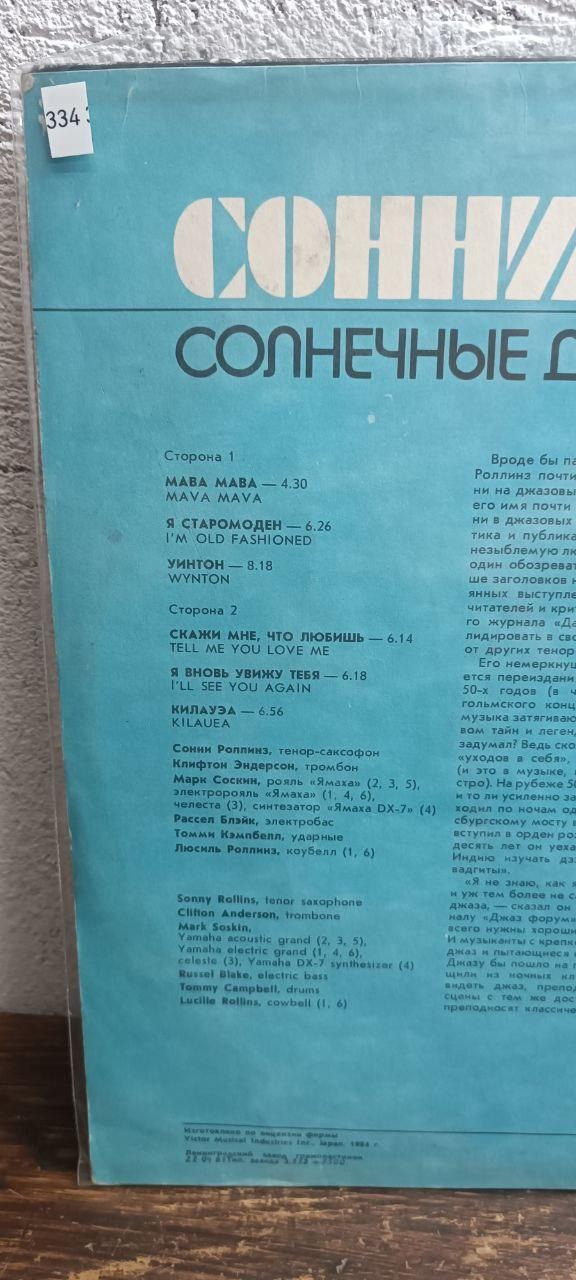 334
СОННИ
СОЛНЕЧНЫЕ Д
Сторона 1
МАВА МАВА — 4.30
MAVA MAVA
Я СТАРОМОДЕН — 6.26
I'M OLD FASHIONED
УИНТОН — 8.18
WYNTON
Сторона 2
СКАЖИ МНЕ, ЧТО ЛЮБИШЬ — 6.14
TELL ME YOU LOVE ME
Я ВНОВЬ УВИЖУ ТЕБЯ — 6.18
I'LL SEE YOU AGAIN
КИЛАУЭА — 6.56
KILAUEA
Сонни Роллинз, тенор-саксофон
Клифтон Эндерсон, тромбон
Марк Соскин, рояль «Ямаха» (2, 3, 5),
электророяль «Ямаха» (1, 4, 6),
челеста (3), синтезатор «Ямаха DX-7» (4)
Рассел Блэйк, электробас
Томми Кэмпбелл, ударные
Люсиль Роллинз, коубелл (1, 6)
Sonny Rollins, tenor saxophone
Clifton Anderson, trombone
Mark Soskin,
Yamaha acoustic grand (2, 3, 5),
Yamaha electric grand (1, 4, 6),
celeste (3), Yamaha DX-7 synthesizer (4)
Russel Blake, electric bass
Tommy Campbell, drums
Lucille Rollins, cowbell (1, 6)
Вроде бы па
Роллинз почти
ни на джазовы
его имя почти
ни в джазовых
тика и публика
незыблемую лю
один обозреват
ше заголовков н
янных выступле
читателей и крит
го журнала «Да
лидировать в сво
от других тенор
Его немеркнущ
ется переиздани
50-х годов (в ч
гольмского конц
музыка затягиваю
вом тайн и леген
задумал? Ведь ско
«уходов в себя»,
(и это в музыке,
стро). На рубеже 50
и то ли усиленно за
ходил по ночам од
сбургскому мосту в
вступил в орден роз
десять лет он уеха
Индию изучать дз
вадгиты».
«Я не знаю, как я
и уж тем более не с
джаза, — сказал он
налу «Джаз форум»
всего нужны хороши
И музыканты с крепк
джаз и пытающиеся с
Джазу бы пошло на п
щили из ночных кл
видеть джаз, препод
сцены с тем же дос
преподносят классиче
Изготовлено по лицензии фирмы
Victor Musical Industries Inc., Japan, 1984 г.
Ленинградский завод грампластинок